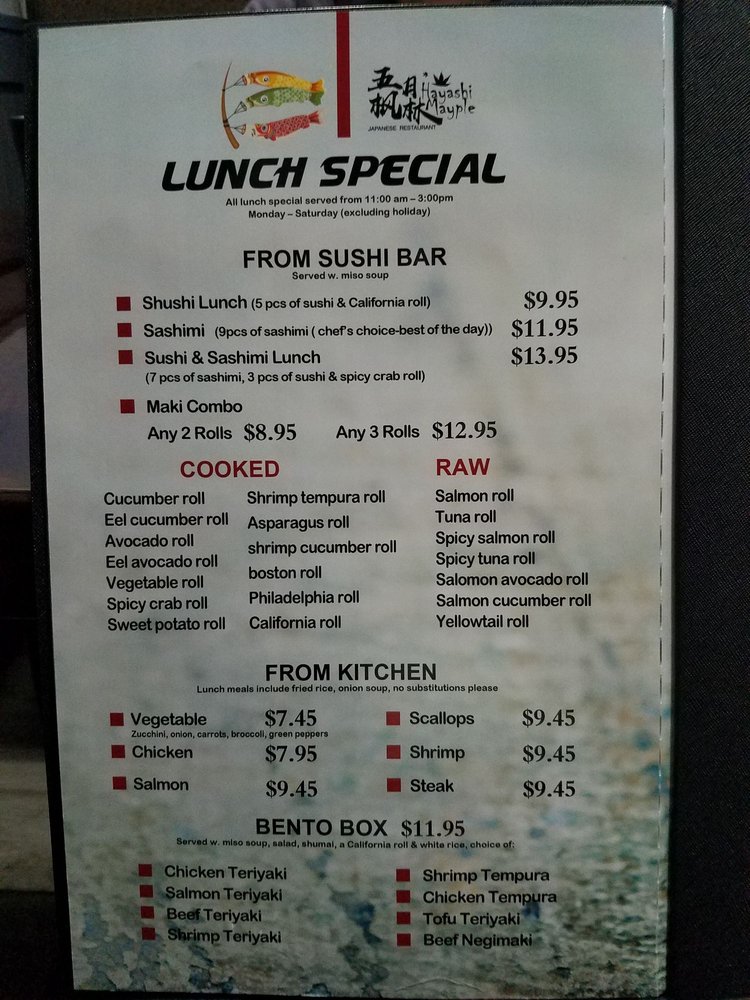 五月
枫林
Hayashi
Mayple
JAPANESE RESTAURANT
LUNCH SPECIAL
All lunch special served from 11:00 am – 3:00pm
Monday – Saturday (excluding holiday)
FROM SUSHI BAR
Served w. miso soup
Shushi Lunch (5 pcs of sushi & California roll) $9.95
Sashimi (9pcs of sashimi ( chef's choice-best of the day)) $11.95
Sushi & Sashimi Lunch $13.95
(7 pcs of sashimi, 3 pcs of sushi & spicy crab roll)
Maki Combo
Any 2 Rolls $8.95 Any 3 Rolls $12.95
COOKED
Cucumber roll
Eel cucumber roll
Avocado roll
Eel avocado roll
Vegetable roll
Spicy crab roll
Sweet potato roll
Shrimp tempura roll
Asparagus roll
shrimp cucumber roll
boston roll
Philadelphia roll
California roll
RAW
Salmon roll
Tuna roll
Spicy salmon roll
Spicy tuna roll
Salomon avocado roll
Salmon cucumber roll
Yellowtail roll
FROM KITCHEN
Lunch meals include fried rice, onion soup, no substitutions please
Vegetable $7.45
Zucchini, onion, carrots, broccoli, green peppers
Chicken $7.95
Salmon $9.45
Scallops $9.45
Shrimp $9.45
Steak $9.45
BENTO BOX $11.95
Served w. miso soup, salad, shumai, a California roll & white rice, choice of:
Chicken Teriyaki
Salmon Teriyaki
Beef Teriyaki
Shrimp Teriyaki
Shrimp Tempura
Chicken Tempura
Tofu Teriyaki
Beef Negimaki